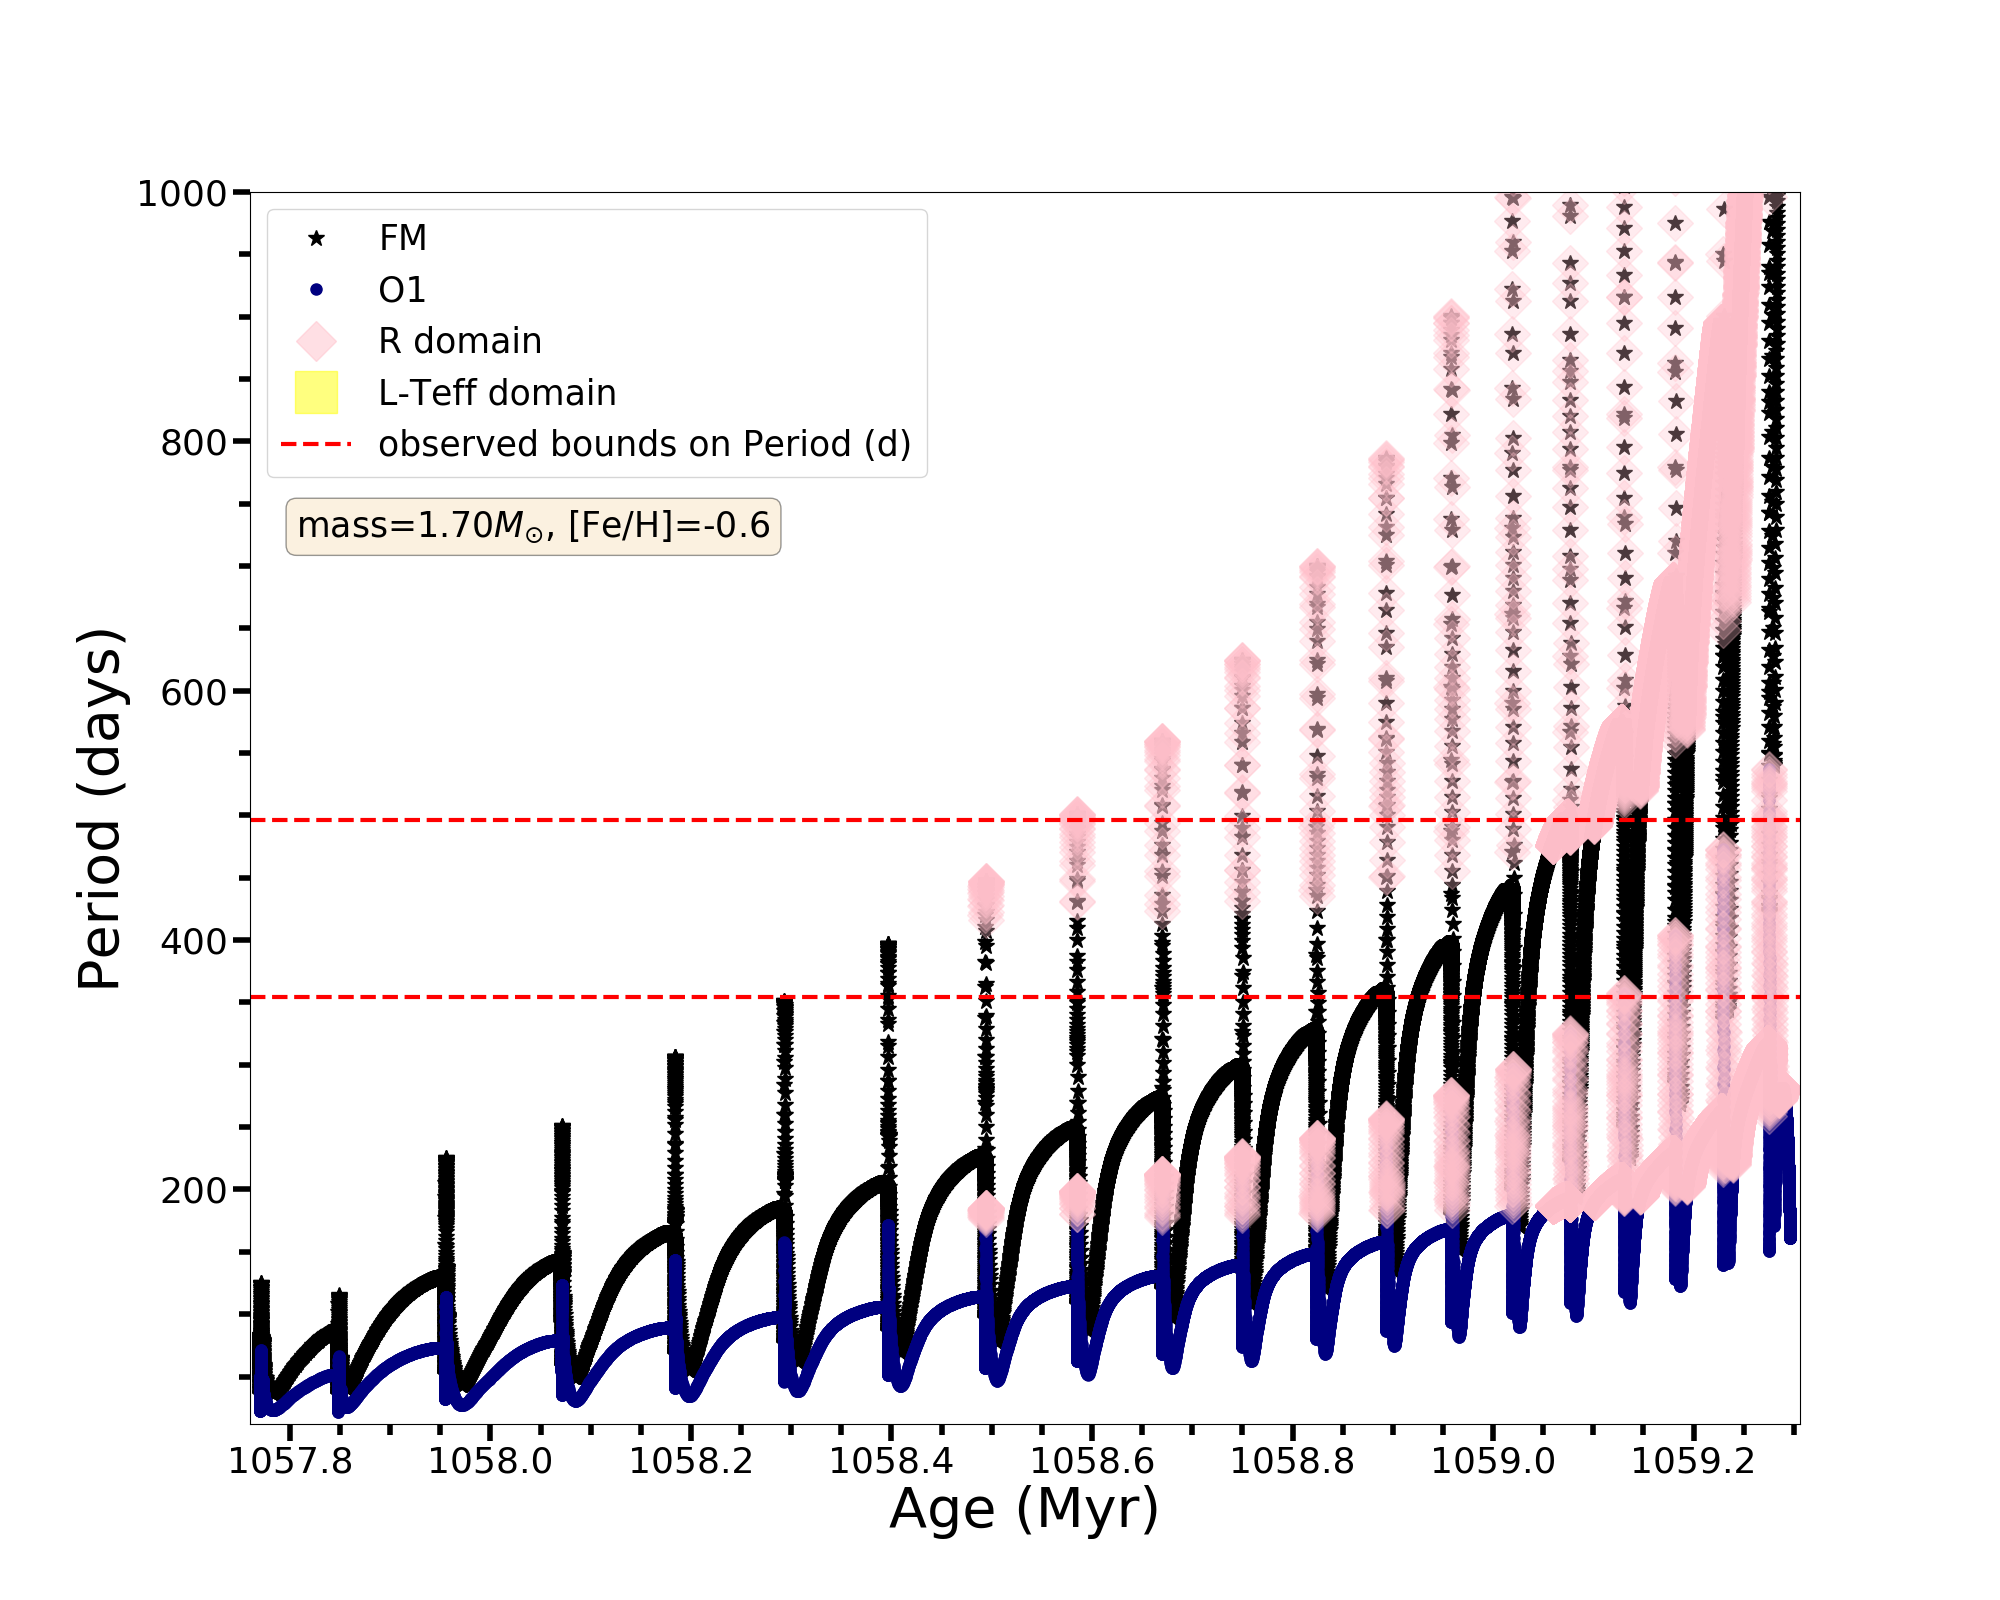 1000
800
600
400
200
Period (days)
FM
O1
R domain
L-Teff domain
observed bounds on Period (d)
mass=1.70M☉, [Fe/H]=-0.6
1057.8 1058.0 1058.2 1058.4 1058.6 1058.8 1059.0 1059.2
Age (Myr)